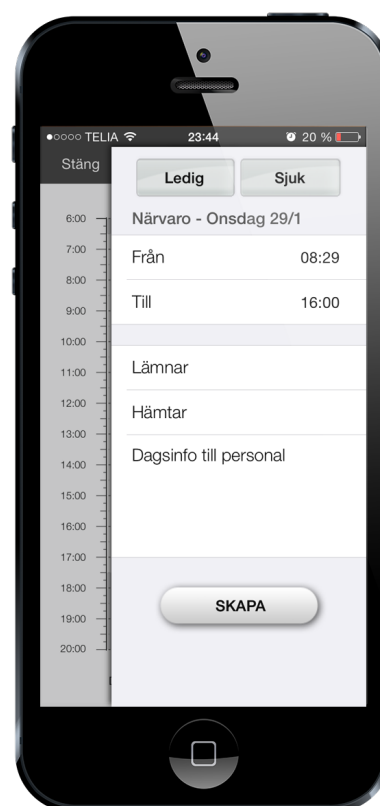 TELIA 23:44 20 %
Stäng
Ledig Sjuk
Närvaro - Onsdag 29/1
Från 08:29
Till 16:00
Lämnar
Hämtar
Dagsinfo till personal
SKAPA
6:00
7:00
8:00
9:00
10:00
11:00
12:00
13:00
14:00
15:00
16:00
17:00
18:00
19:00
20:00